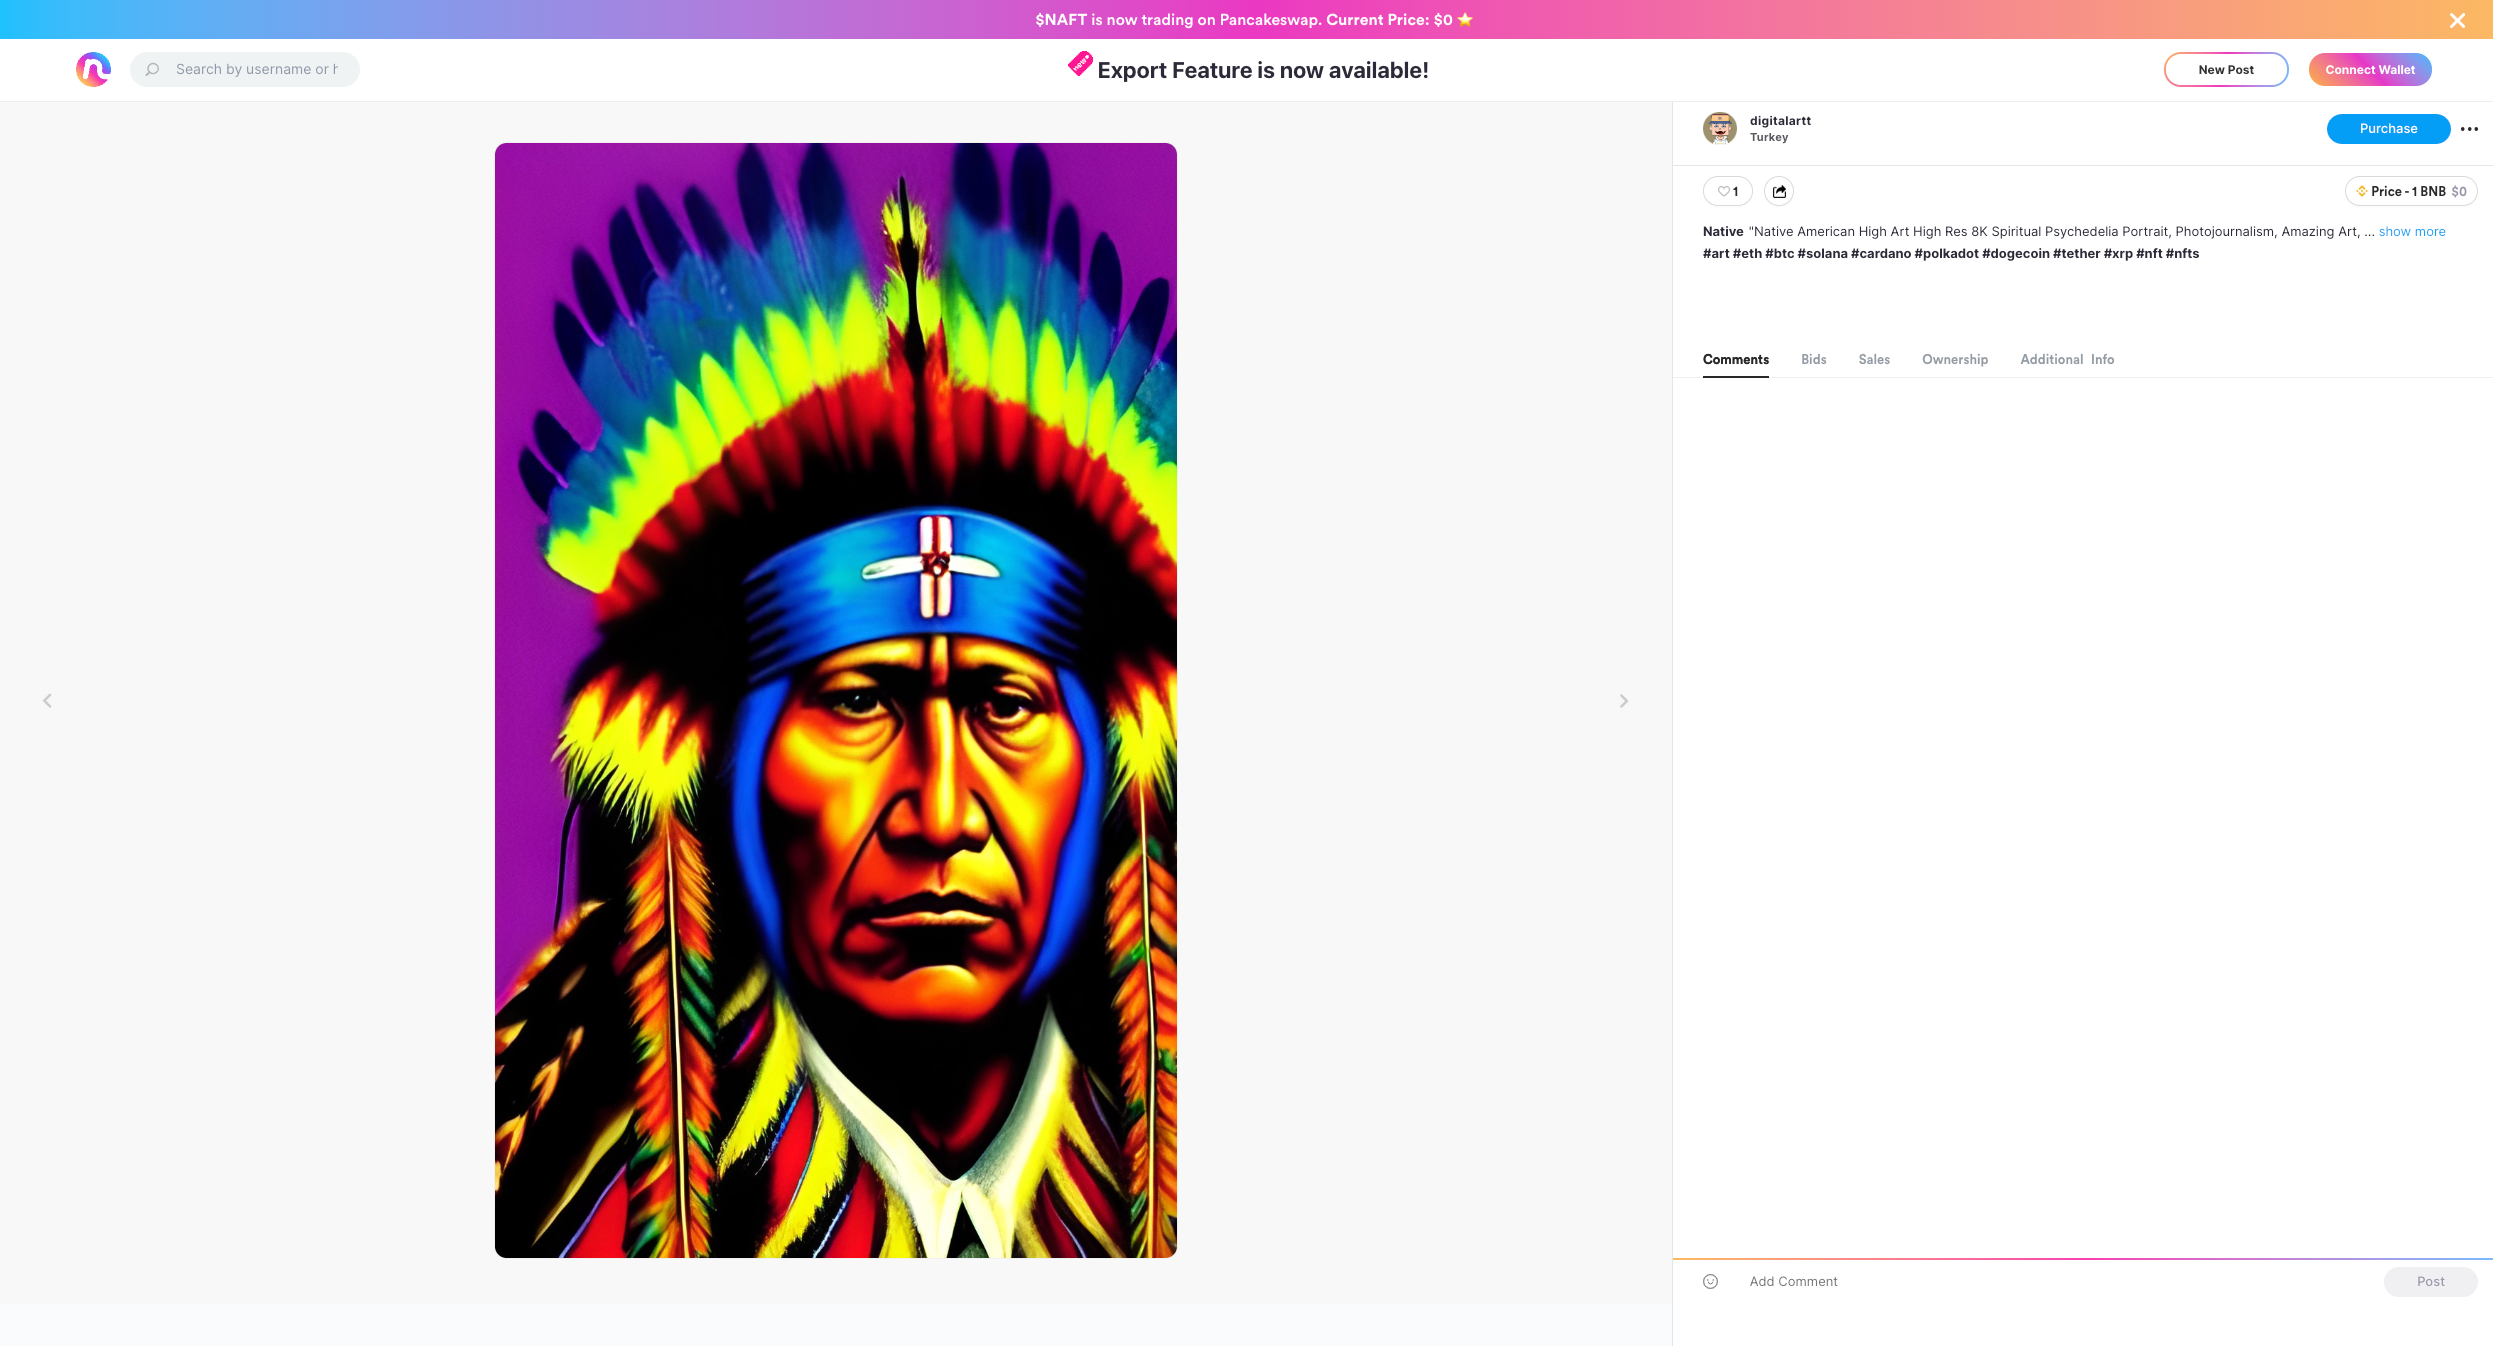 $NAFT is now trading on Pancakeswap. Current Price: $0 ⭐
Search by username or h
NEW Export Feature is now available!
New Post
Connect Wallet
digitalartt
Turkey
Purchase
1
Price - 1 BNB $0
Native "Native American High Art High Res 8K Spiritual Psychedelia Portrait, Photojournalism, Amazing Art, ... show more
#art #eth #btc #solana #cardano #polkadot #dogecoin #tether #xrp #nft #nfts
Comments Bids Sales Ownership Additional Info
Add Comment
Post